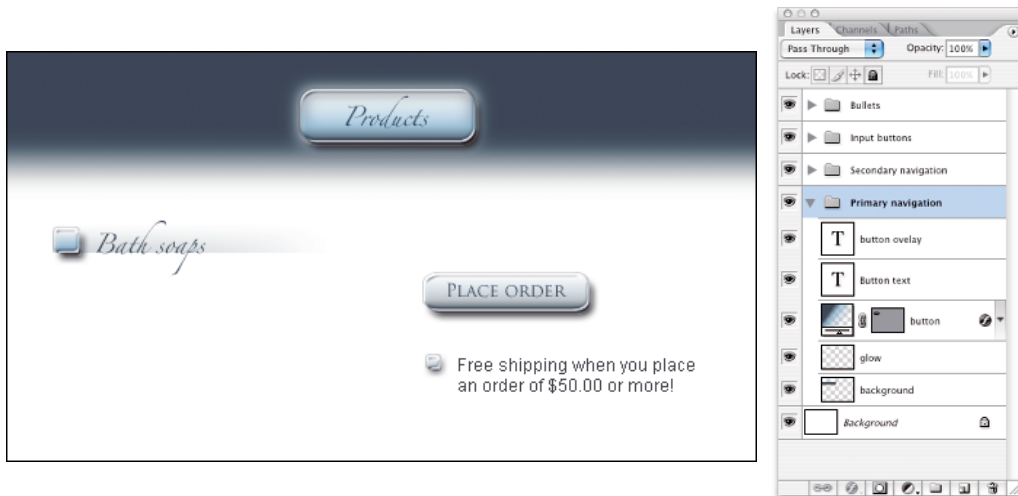 Products
Bath soaps
PLACE ORDER
Free shipping when you place
an order of $50.00 or more!
Layers Channels Paths
Pass Through Opacity: 100%
Lock: Fill: 100%
Bullets
Input buttons
Secondary navigation
Primary navigation
T button ovelay
T Button text
button
glow
background
Background